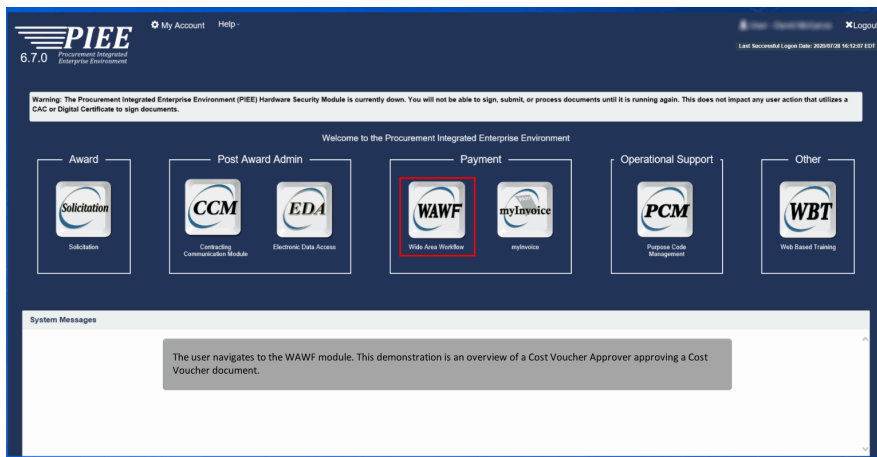 PIEE
6.7.0 Procurement Integrated
Enterprise Environment
My Account Help
Logou
Last Successful Logon Date: 2020/07/28 16:12:07 EDT
Warning: The Procurement Integrated Enterprise Environment (PIEE) Hardware Security Module is currently down. You will not be able to sign, submit, or process documents until it is running again. This does not impact any user action that utilizes a
CAC or Digital Certificate to sign documents.
Welcome to the Procurement Integrated Enterprise Environment
Award
Solicitation
Solicitation
Post Award Admin
CCM
Contracting
Communication Module
EDA
Electronic Data Access
Payment
WAWF
Wide Area Workflow
myInvoice
myInvoice
Operational Support
PCM
Purpose Code
Management
Other
WBT
Web Based Training
System Messages
The user navigates to the WAWF module. This demonstration is an overview of a Cost Voucher Approver approving a Cost
Voucher document.